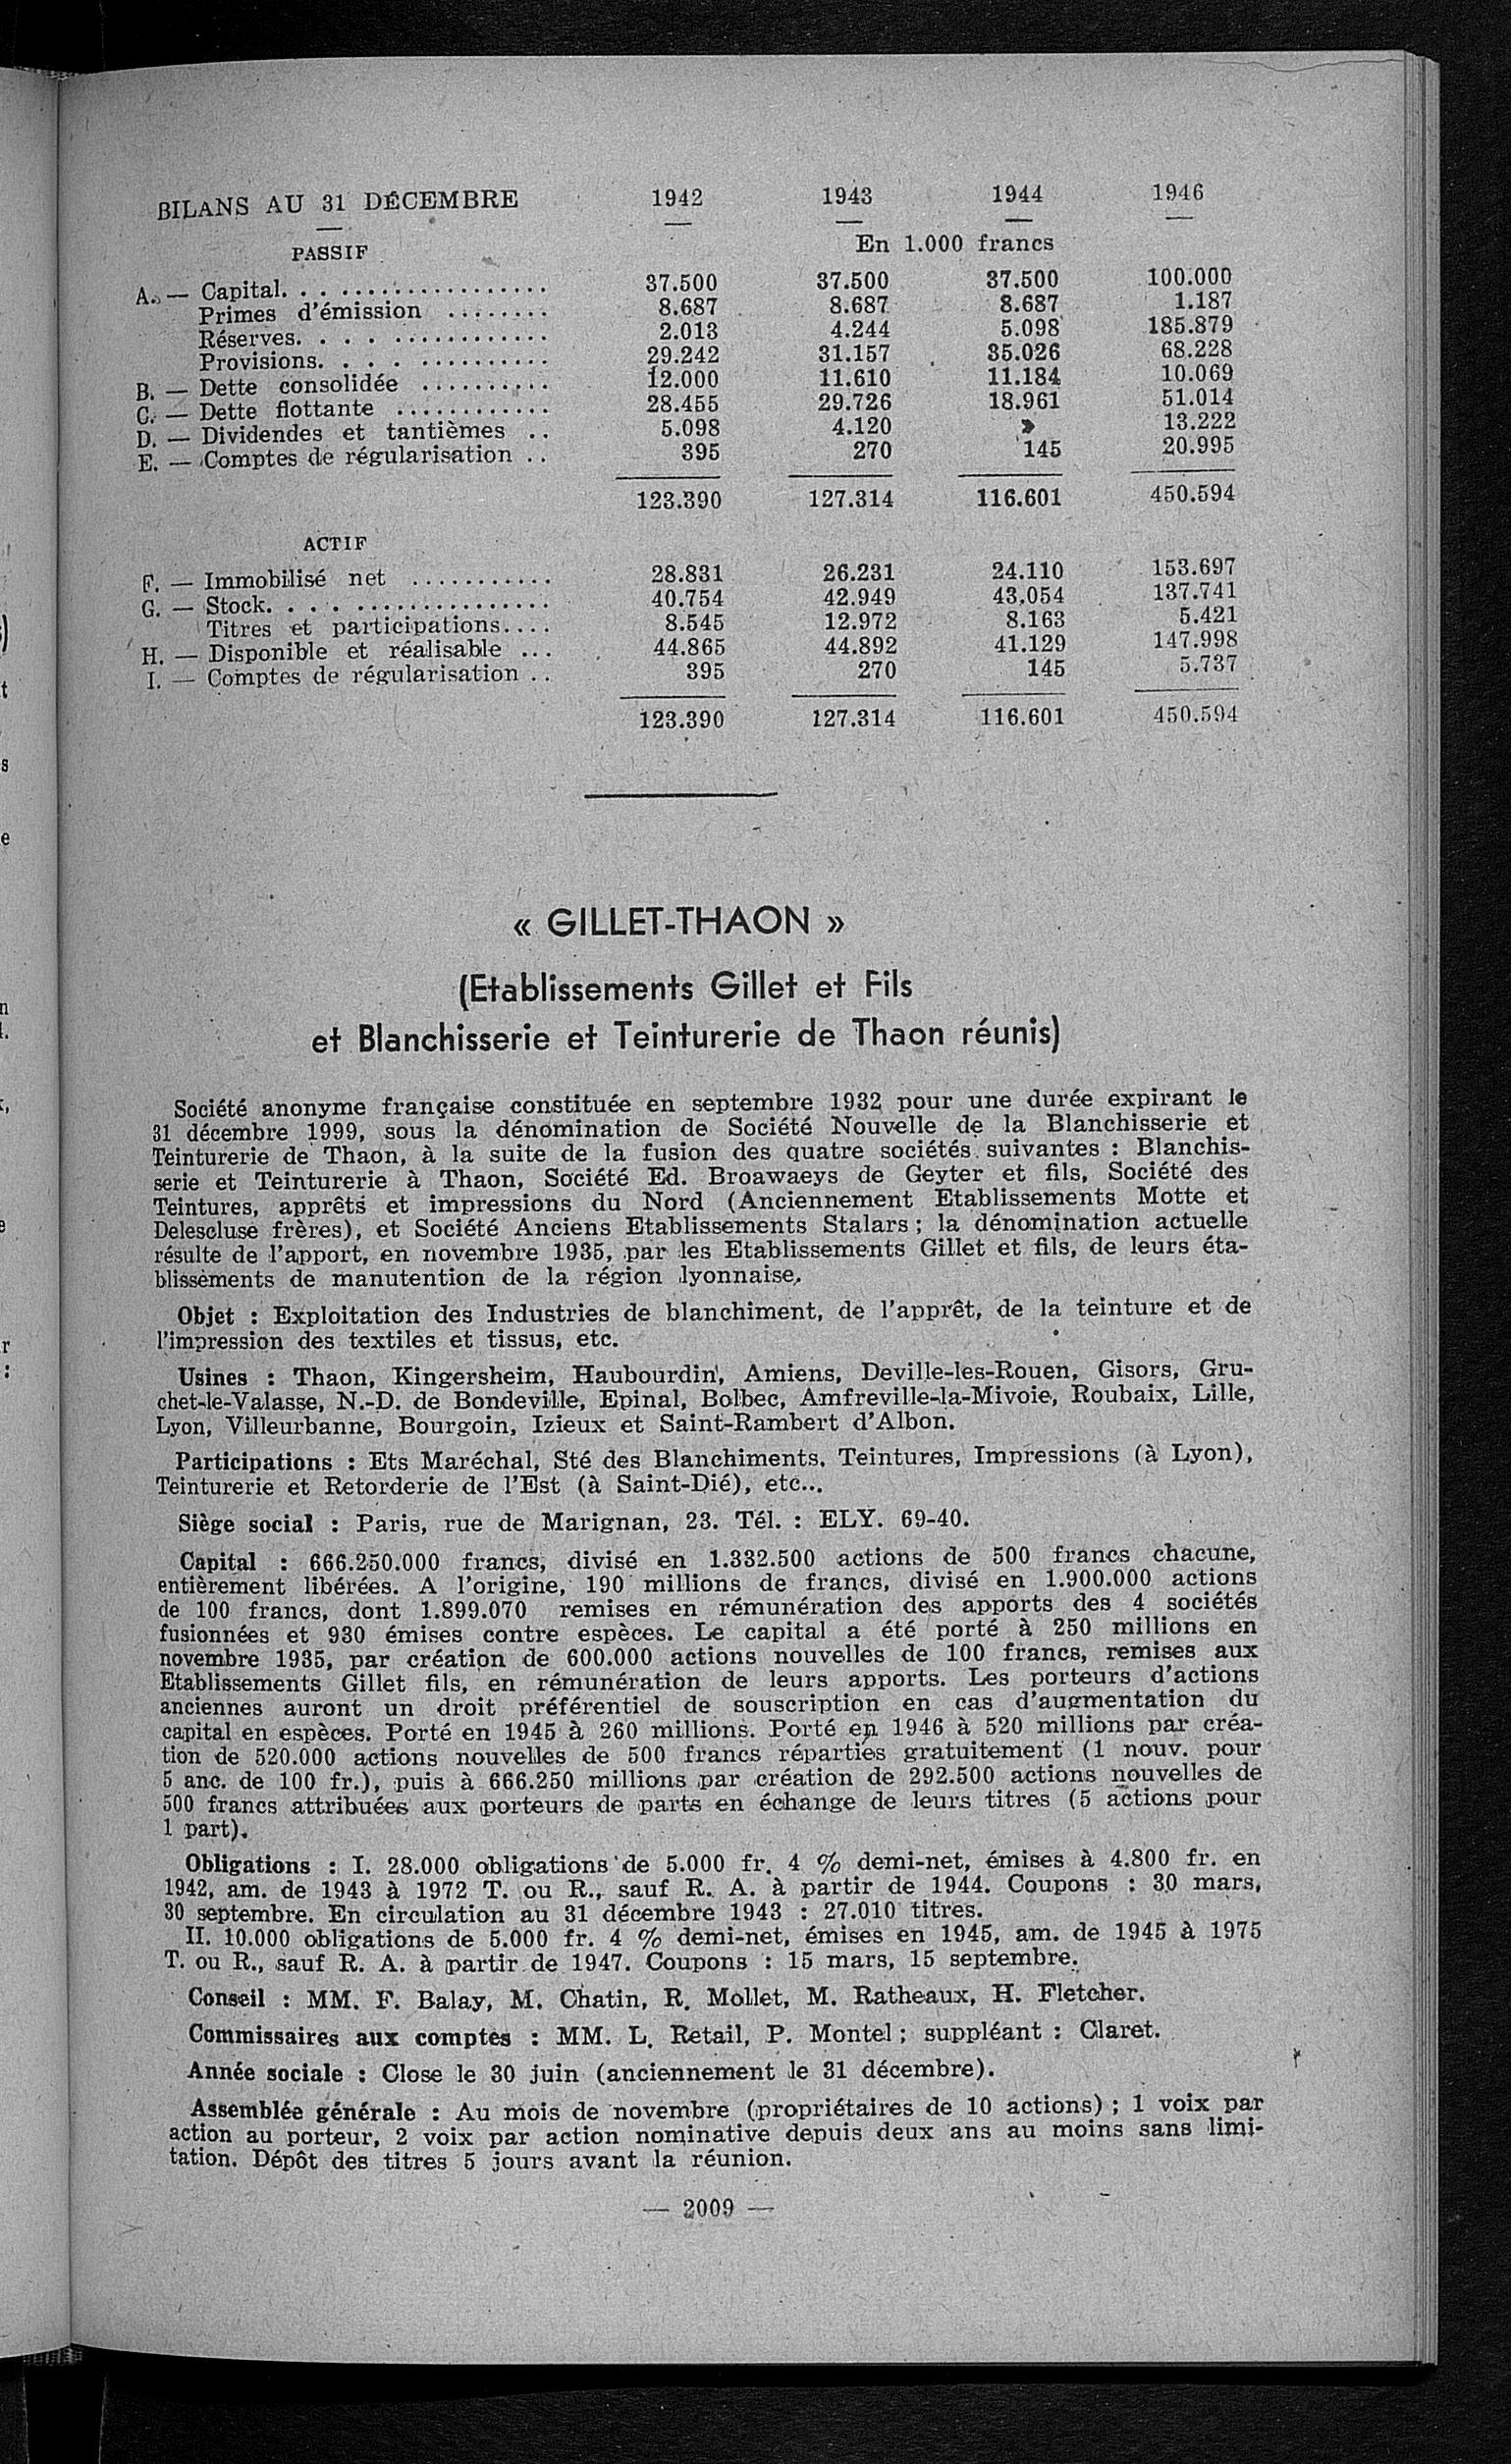 BILANS AU 31 DÉCEMBRE 1942 1943 1944 1946
PASSIF En 1.000 francs
A. — Capital. . . .................. 37.500 37.500 37.500 100.000
Primes d'émission ........ 8.687 8.687 8.687 1.187
Réserves. . . . .............. 2.013 4.244 5.098 185.879
Provisions. . . . ............ 29.242 31.157 35.026 68.228
B. — Dette consolidée .......... 12.000 11.610 11.184 10.069
C. — Dette flottante ............ 28.455 29.726 18.961 51.014
D. — Dividendes et tantièmes .. 5.098 4.120 » 13.222
E. — Comptes de régularisation .. 395 270 145 20.995
123.390 127.314 116.601 450.594
ACTIF
F. — Immobilisé net ........... 28.831 26.231 24.110 153.697
G. — Stock. . . . ................ 40.754 42.949 43.054 137.741
Titres et participations.... 8.545 12.972 8.163 5.421
H. — Disponible et réalisable ... 44.865 44.892 41.129 147.998
I. — Comptes de régularisation .. 395 270 145 5.737
123.390 127.314 116.601 450.594
« GILLET-THAON »
(Etablissements Gillet et Fils
et Blanchisserie et Teinturerie de Thaon réunis)
Société anonyme française constituée en septembre 1932 pour une durée expirant le
31 décembre 1999, sous la dénomination de Société Nouvelle de la Blanchisserie et
Teinturerie de Thaon, à la suite de la fusion des quatre sociétés suivantes : Blanchis-
serie et Teinturerie à Thaon, Société Ed. Broawaeys de Geyter et fils, Société des
Teintures, apprêts et impressions du Nord (Anciennement Etablissements Motte et
Delescluse frères), et Société Anciens Etablissements Stalars ; la dénomination actuelle
résulte de l'apport, en novembre 1935, par les Etablissements Gillet et fils, de leurs éta-
blissements de manutention de la région lyonnaise.
Objet : Exploitation des Industries de blanchiment, de l'apprêt, de la teinture et de
l'impression des textiles et tissus, etc.
Usines : Thaon, Kingersheim, Haubourdin, Amiens, Deville-les-Rouen, Gisors, Gru-
chet-le-Valasse, N.-D. de Bondeville, Epinal, Bolbec, Amfreville-la-Mivoie, Roubaix, Lille,
Lyon, Villeurbanne, Bourgoin, Izieux et Saint-Rambert d'Albon.
Participations : Ets Maréchal, Sté des Blanchiments, Teintures, Impressions (à Lyon),
Teinturerie et Retorderie de l'Est (à Saint-Dié), etc...
Siège social : Paris, rue de Marignan, 23. Tél. : ELY. 69-40.
Capital : 666.250.000 francs, divisé en 1.332.500 actions de 500 francs chacune,
entièrement libérées. A l'origine, 190 millions de francs, divisé en 1.900.000 actions
de 100 francs, dont 1.899.070 remises en rémunération des apports des 4 sociétés
fusionnées et 930 émises contre espèces. Le capital a été porté à 250 millions en
novembre 1935, par création de 600.000 actions nouvelles de 100 francs, remises aux
Etablissements Gillet fils, en rémunération de leurs apports. Les porteurs d'actions
anciennes auront un droit préférentiel de souscription en cas d'augmentation du
capital en espèces. Porté en 1945 à 260 millions. Porté en 1946 à 520 millions par créa-
tion de 520.000 actions nouvelles de 500 francs réparties gratuitement (1 nouv. pour
5 anc. de 100 fr.), puis à 666.250 millions par création de 292.500 actions nouvelles de
500 francs attribuées aux porteurs de parts en échange de leurs titres (5 actions pour
1 part).
Obligations : I. 28.000 obligations de 5.000 fr. 4 % demi-net, émises à 4.800 fr. en
1942, am. de 1943 à 1972 T. ou R., sauf R. A. à partir de 1944. Coupons : 30 mars,
30 septembre. En circulation au 31 décembre 1943 : 27.010 titres.
II. 10.000 obligations de 5.000 fr. 4 % demi-net, émises en 1945, am. de 1945 à 1975
T. ou R., sauf R. A. à partir de 1947. Coupons : 15 mars, 15 septembre.
Conseil : MM. F. Balay, M. Chatin, R. Mollet, M. Ratheaux, H. Fletcher.
Commissaires aux comptes : MM. L. Retail, P. Montel ; suppléant : Claret.
Année sociale : Close le 30 juin (anciennement le 31 décembre).
Assemblée générale : Au mois de novembre (propriétaires de 10 actions) ; 1 voix par
action au porteur, 2 voix par action nominative depuis deux ans au moins sans limi-
tation. Dépôt des titres 5 jours avant la réunion.
— 2009 —